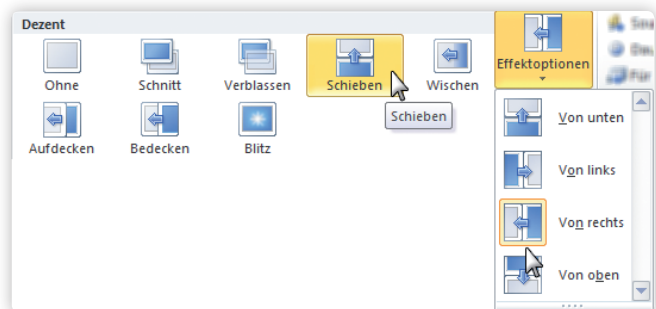 Dezent
Ohne
Schnitt
Verblassen
Schieben
Wischen
Schieben
Aufdecken
Bedecken
Blitz
Effektoptionen
Von unten
Von links
Von rechts
Von oben